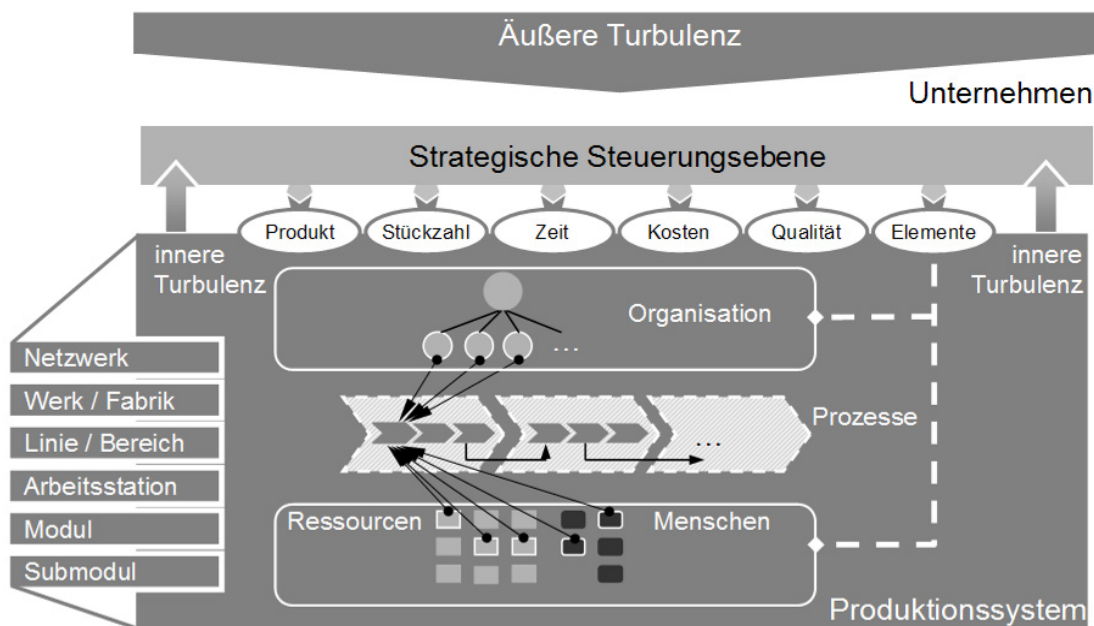 Äußere Turbulenz
Unternehmen
Strategische Steuerungsebene
Produkt
Stückzahl
Zeit
Kosten
Qualität
Elemente
innere
Turbulenz
innere
Turbulenz
Organisation
...
Netzwerk
Werk / Fabrik
Linie / Bereich
Arbeitsstation
Modul
Submodul
Prozesse
...
Ressourcen
Menschen
Produktionssystem